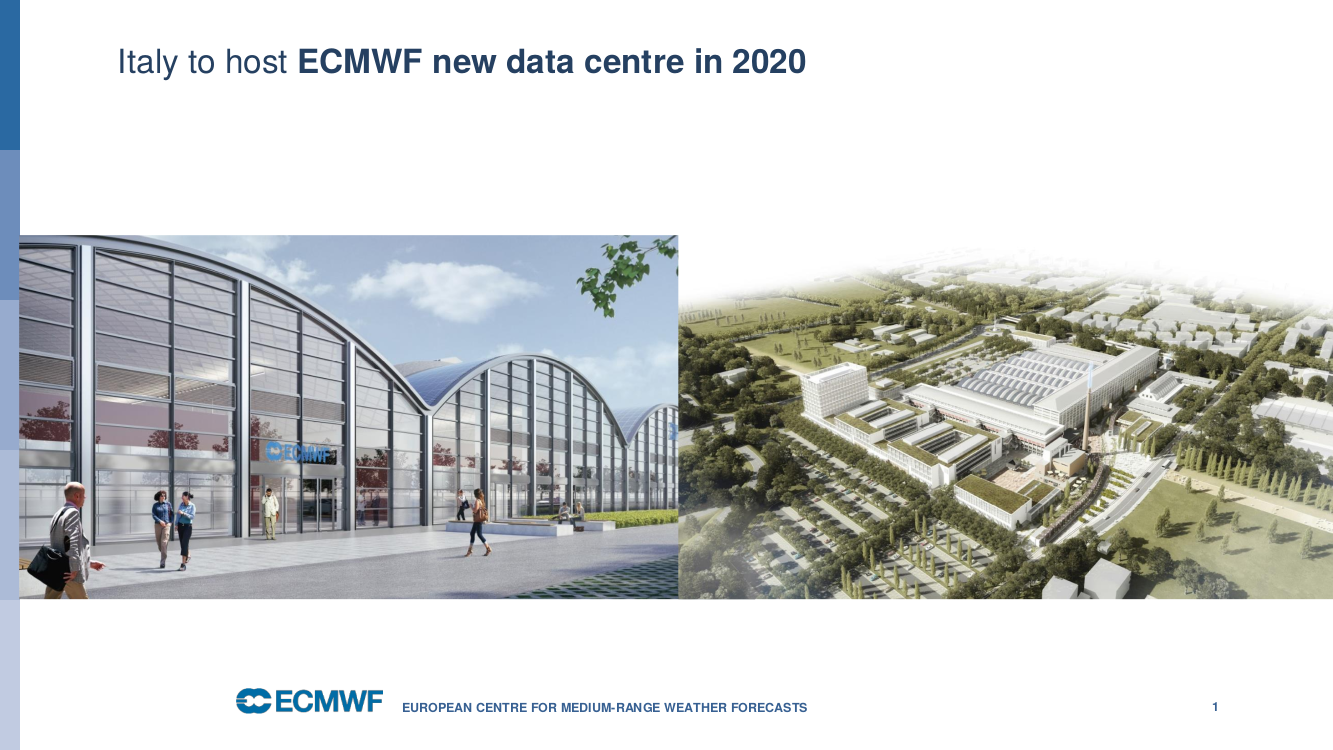 Italy to host ECMWF new data centre in 2020
ECMWF
ECMWF EUROPEAN CENTRE FOR MEDIUM-RANGE WEATHER FORECASTS 1